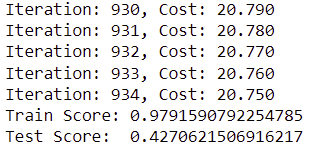 Iteration: 930, Cost: 20.790
Iteration: 931, Cost: 20.780
Iteration: 932, Cost: 20.770
Iteration: 933, Cost: 20.760
Iteration: 934, Cost: 20.750
Train Score: 0.9791590792254785
Test Score:  0.4270621506916217